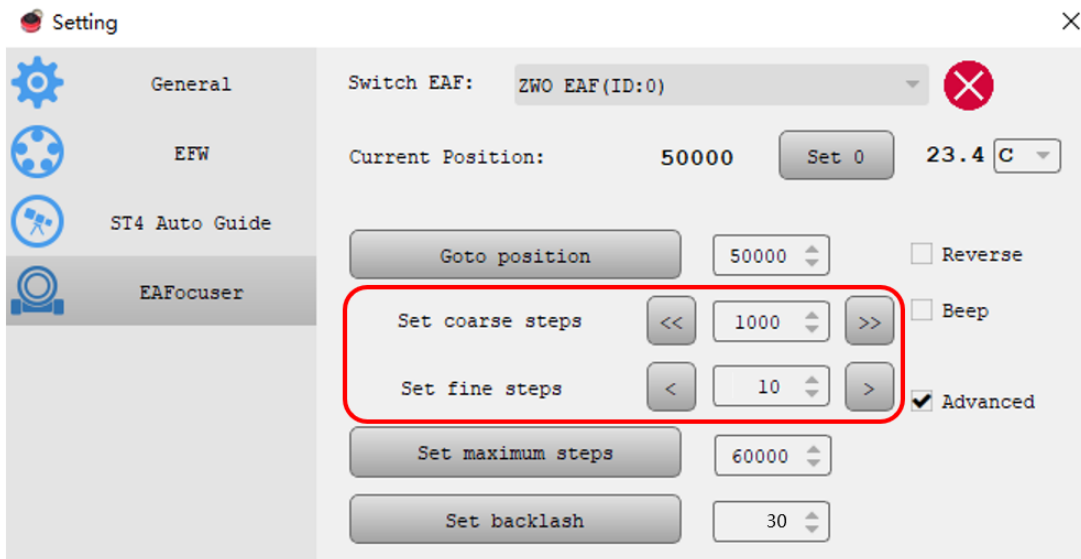 Setting
General
EFW
ST4 Auto Guide
EAFocuser
Switch EAF: ZWO EAF(ID:0)
Current Position: 50000 Set 0 23.4 C
Goto position 50000 Reverse
Set coarse steps << 1000 >> Beep
Set fine steps < 10 > Advanced
Set maximum steps 60000
Set backlash 30